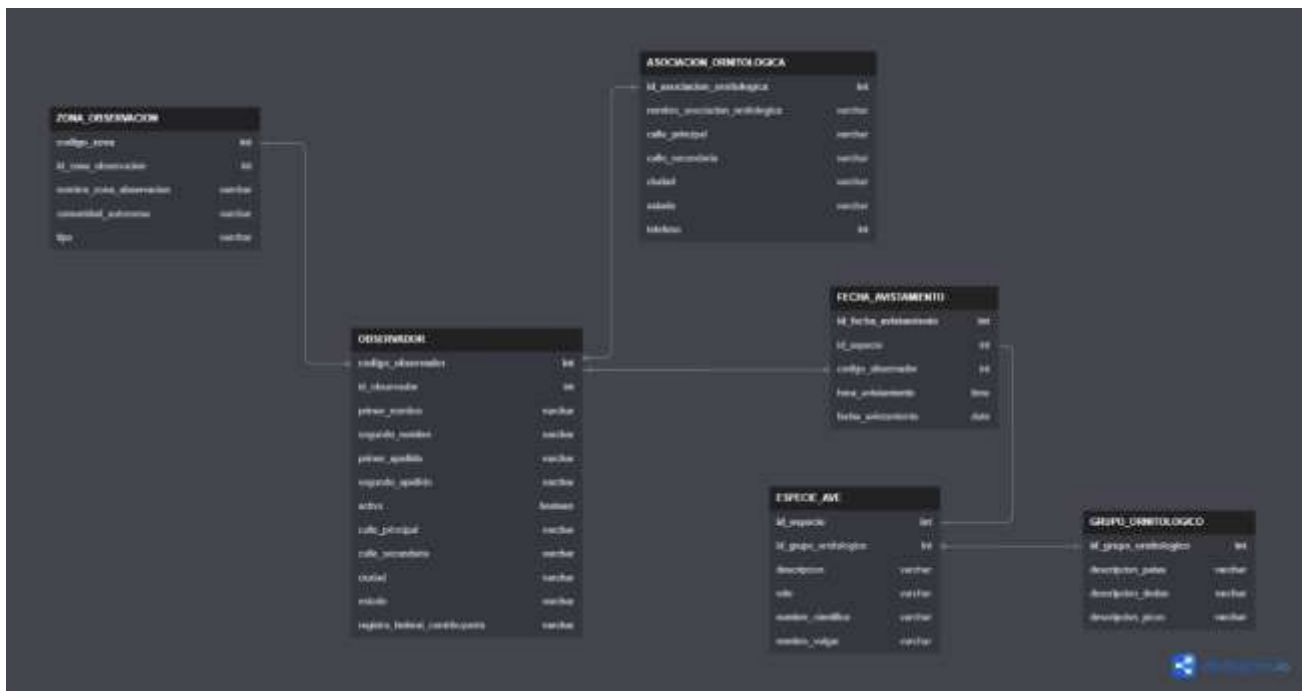 ASOCIACION_ORNITOLOGICA
id_asociacion_ornitologica int
nombre_asociacion_ornitologica varchar
calle_principal varchar
calle_secundaria varchar
ciudad varchar
estado varchar
telefono int
ZONA_OBSERVACION
codigo_zona int
id_zona_observacion int
nombre_zona_observacion varchar
comunidad_autonoma varchar
tipo varchar
FECHA_AVISTAMIENTO
id_fecha_avistamiento int
id_especie int
codigo_observador int
hora_avistamiento time
fecha_avistamiento date
OBSERVADOR
codigo_observador int
id_observador int
primer_nombre varchar
segundo_nombre varchar
primer_apellido varchar
segundo_apellido varchar
activo boolean
calle_principal varchar
calle_secundaria varchar
ciudad varchar
estado varchar
registro_federal_contribuyente varchar
ESPECIE_AVE
id_especie int
id_grupo_ornitologico int
descripcion varchar
varchar
nombre_cientifico varchar
nombre_vulgar varchar
GRUPO_ORNITOLOGICO
id_grupo_ornitologico int
descripcion_patas varchar
descripcion_dedos varchar
descripcion_picos varchar